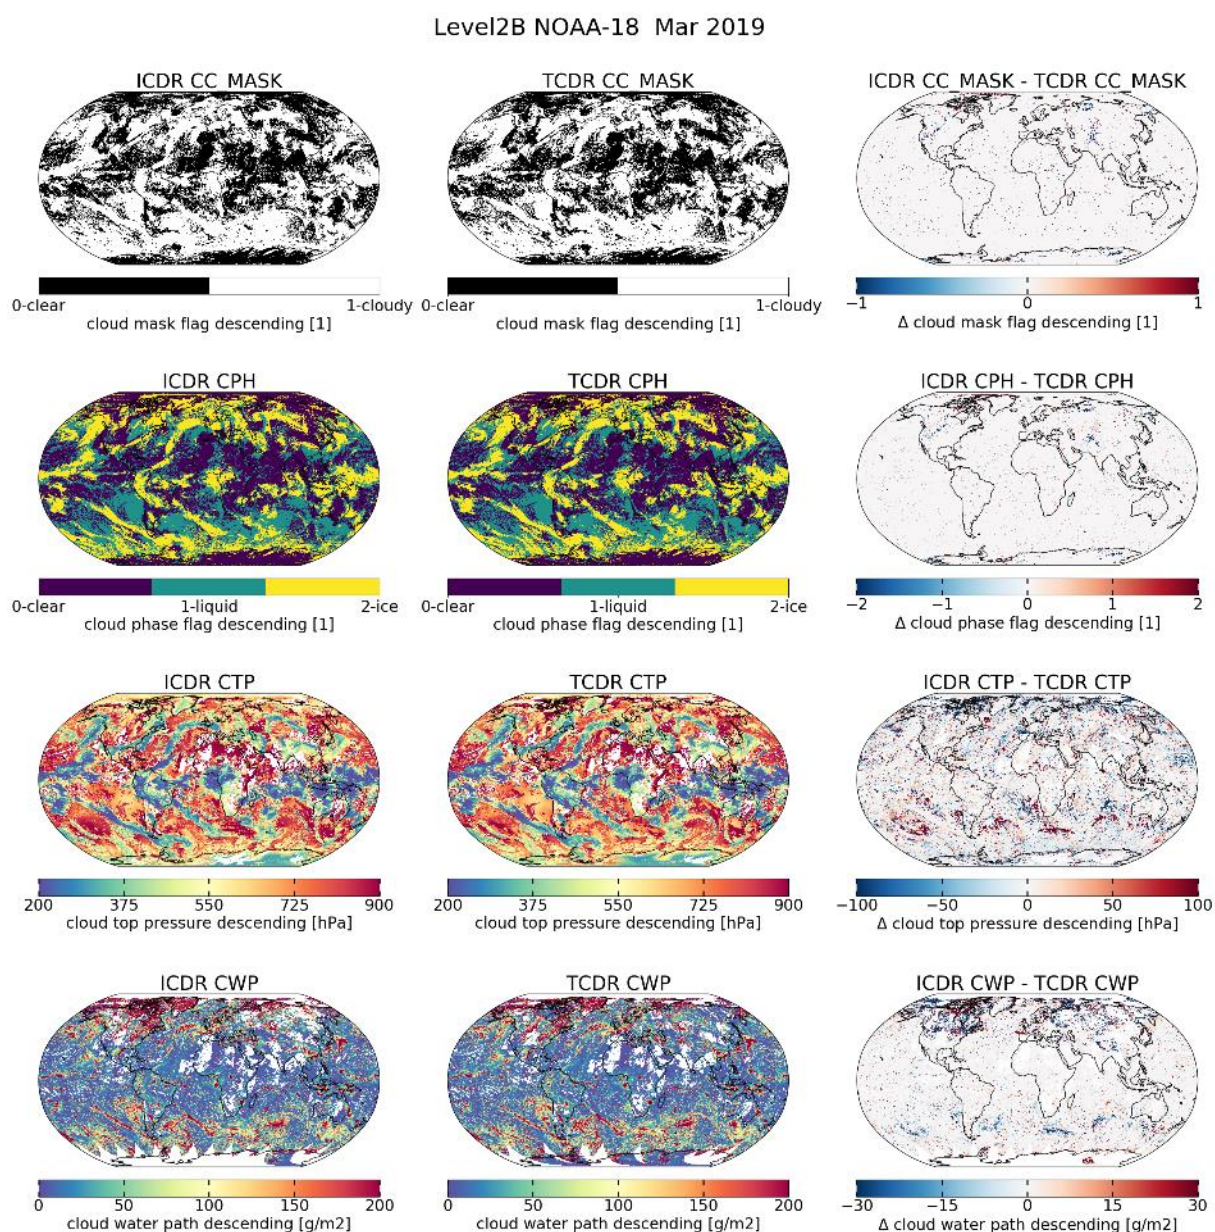 Level2B NOAA-18  Mar 2019
ICDR CC_MASK
TCDR CC_MASK
ICDR CC_MASK - TCDR CC_MASK
0-clear 1-cloudy
cloud mask flag descending [1]
0-clear 1-cloudy
cloud mask flag descending [1]
−1 0 1
Δ cloud mask flag descending [1]
ICDR CPH
TCDR CPH
ICDR CPH - TCDR CPH
0-clear 1-liquid 2-ice
cloud phase flag descending [1]
0-clear 1-liquid 2-ice
cloud phase flag descending [1]
−2 −1 0 1 2
Δ cloud phase flag descending [1]
ICDR CTP
TCDR CTP
ICDR CTP - TCDR CTP
200 375 550 725 900
cloud top pressure descending [hPa]
200 375 550 725 900
cloud top pressure descending [hPa]
−100 −50 0 50 100
Δ cloud top pressure descending [hPa]
ICDR CWP
TCDR CWP
ICDR CWP - TCDR CWP
0 50 100 150 200
cloud water path descending [g/m2]
0 50 100 150 200
cloud water path descending [g/m2]
−30 −15 0 15 30
Δ cloud water path descending [g/m2]